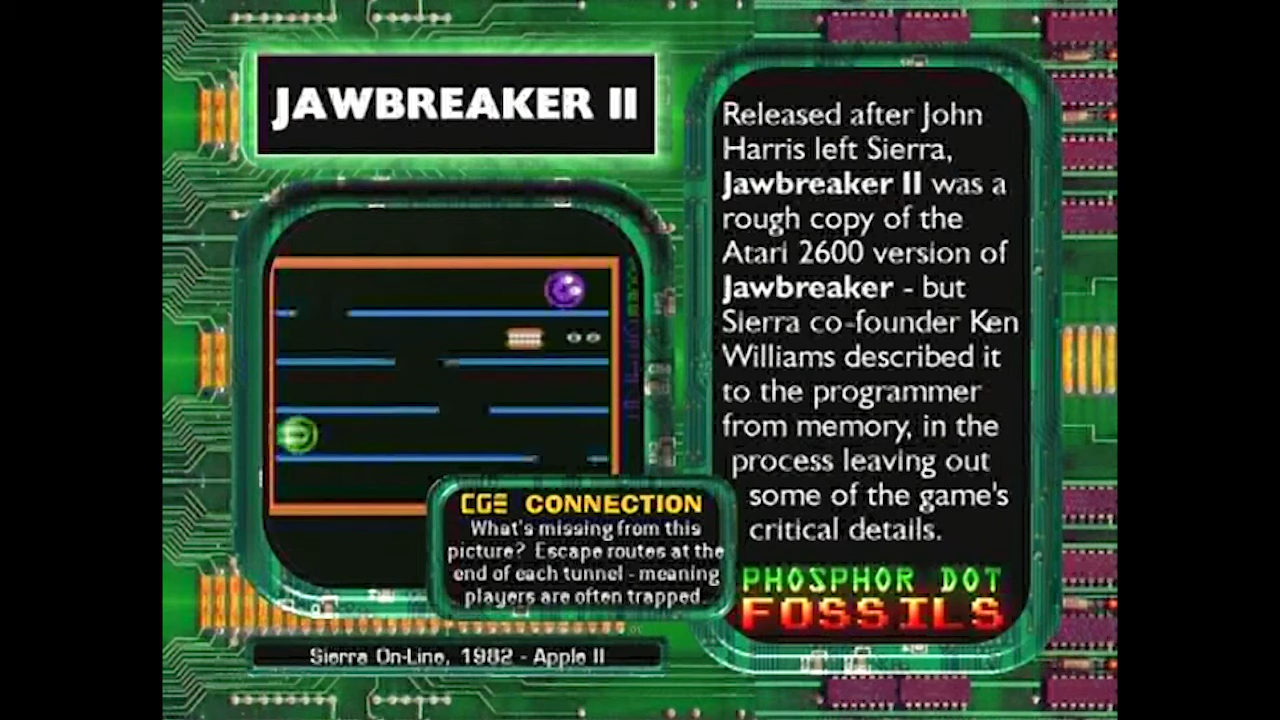 JAWBREAKER II
Released after John
Harris left Sierra,
Jawbreaker II was a
rough copy of the
Atari 2600 version of
Jawbreaker - but
Sierra co-founder Ken
Williams described it
to the programmer
from memory, in the
process leaving out
some of the game's
critical details.
CGE CONNECTION
What's missing from this
picture? Escape routes at the
end of each tunnel - meaning
players are often trapped.
PHOSPHOR DOT
FOSSILS
Sierra On-Line, 1982 - Apple II